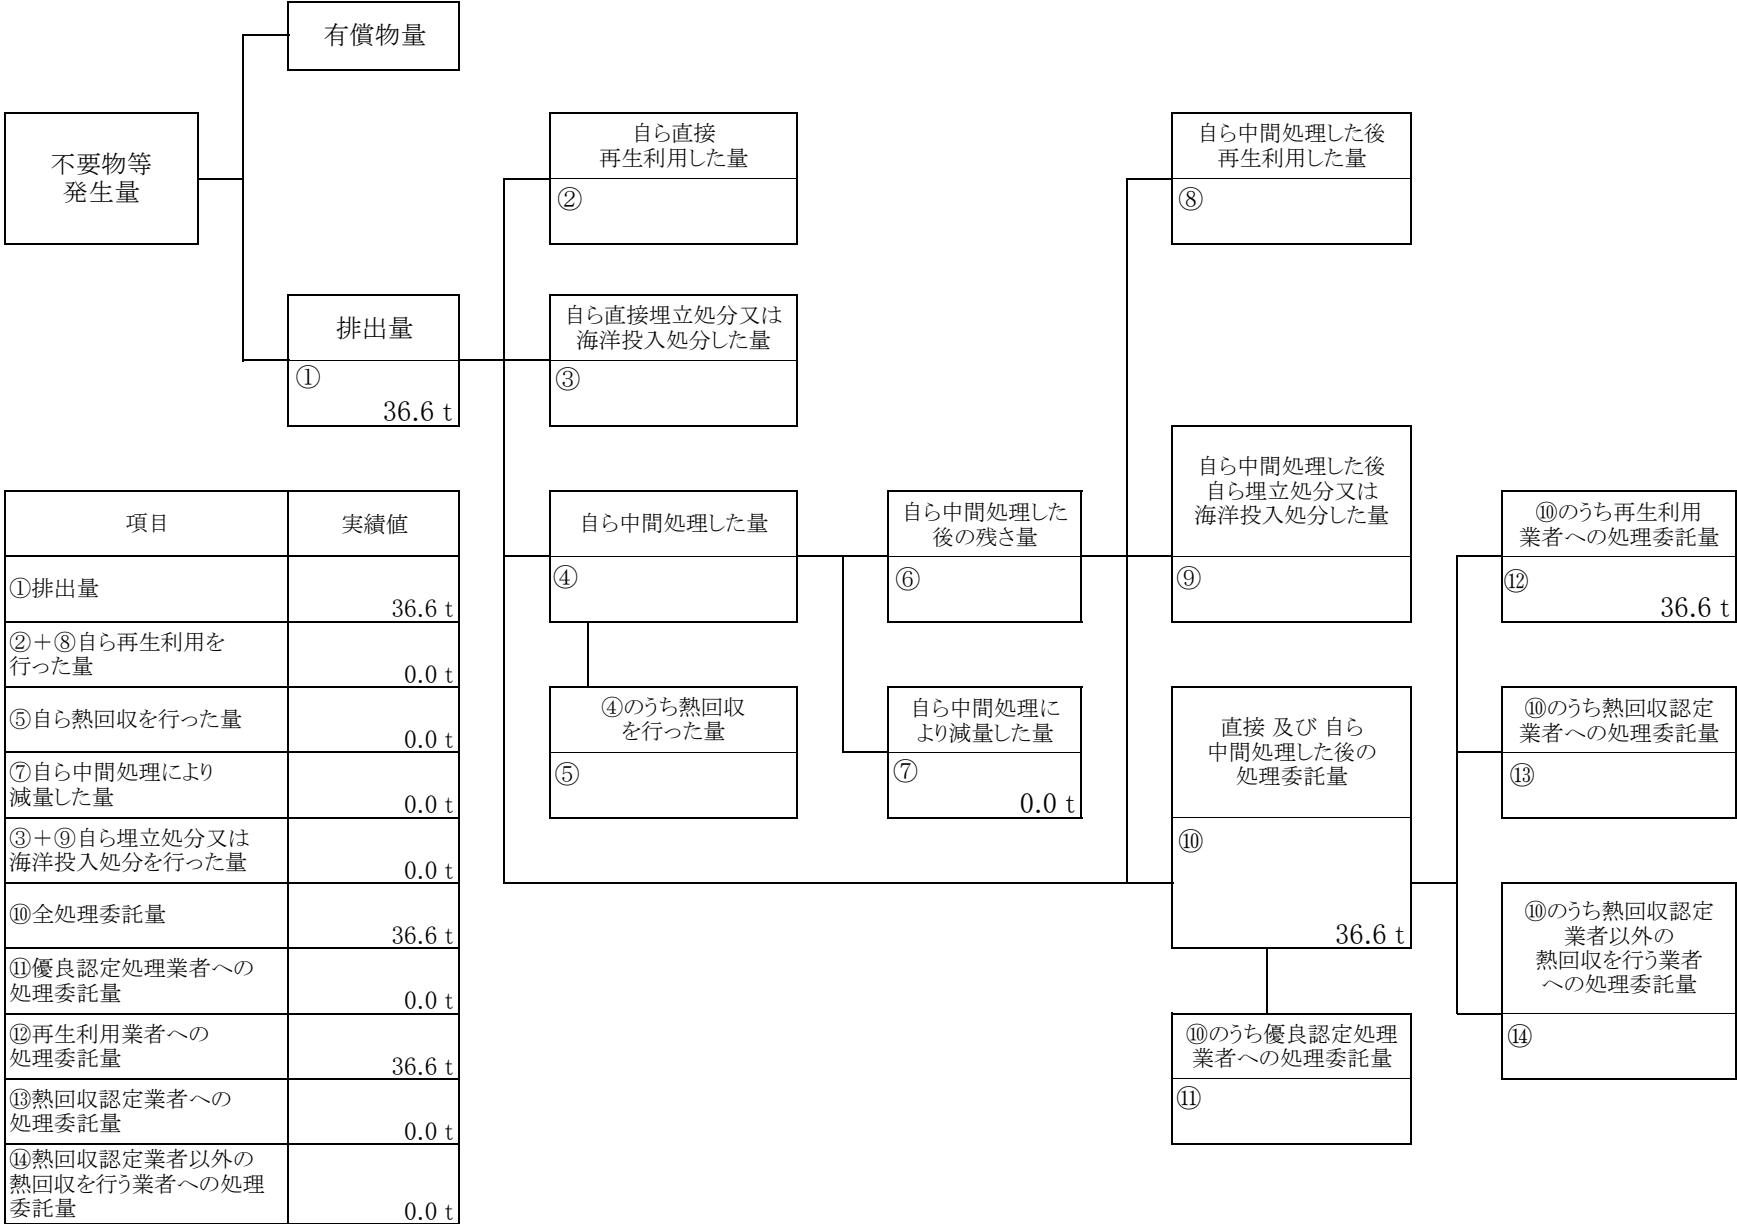 有償物量
不要物等
発生量
自ら直接
再生利用した量
②
自ら中間処理した後
再生利用した量
⑧
排出量
①
36.6 t
自ら直接埋立処分又は
海洋投入処分した量
③
自ら中間処理した量
④
自ら中間処理した
後の残さ量
⑥
自ら中間処理した後
自ら埋立処分又は
海洋投入処分した量
⑨
⑩のうち再生利用
業者への処理委託量
⑫
36.6 t
④のうち熱回収
を行った量
⑤
自ら中間処理に
より減量した量
⑦
0.0 t
直接 及び 自ら
中間処理した後の
処理委託量
⑩
36.6 t
⑩のうち熱回収認定
業者への処理委託量
⑬
⑩のうち熱回収認定
業者以外の
熱回収を行う業者
への処理委託量
⑭
⑩のうち優良認定処理
業者への処理委託量
⑪
項目 実績値
①排出量
36.6 t
②＋⑧自ら再生利用を
行った量
0.0 t
⑤自ら熱回収を行った量
0.0 t
⑦自ら中間処理により
減量した量
0.0 t
③＋⑨自ら埋立処分又は
海洋投入処分を行った量
0.0 t
⑩全処理委託量
36.6 t
⑪優良認定処理業者への
処理委託量
0.0 t
⑫再生利用業者への
処理委託量
36.6 t
⑬熱回収認定業者への
処理委託量
0.0 t
⑭熱回収認定業者以外の
熱回収を行う業者への処理
委託量
0.0 t